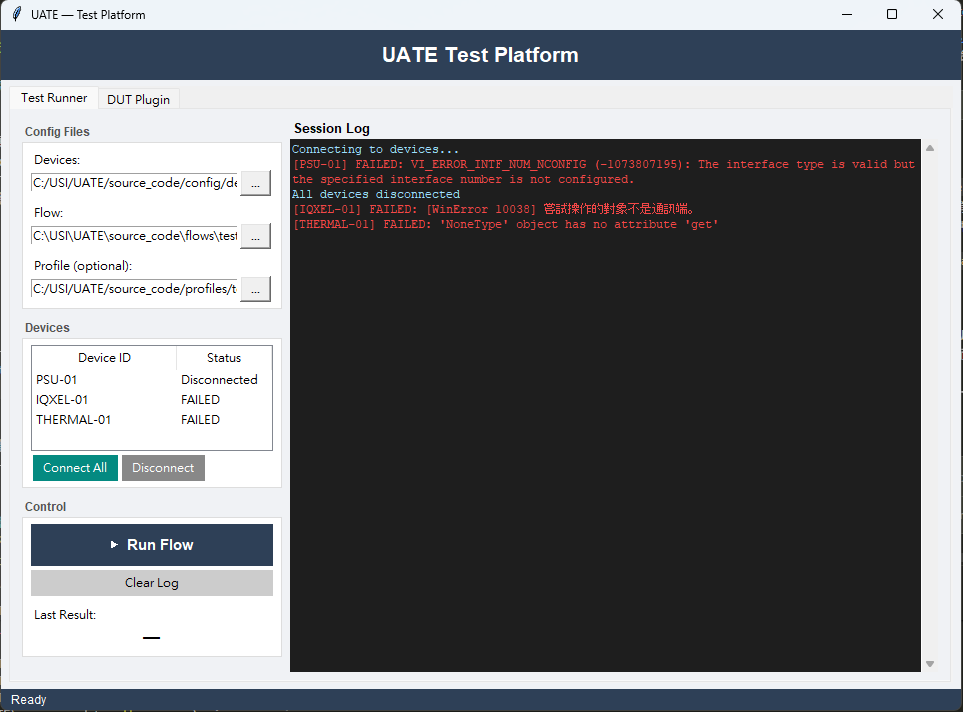 UATE — Test Platform
UATE Test Platform
Test Runner
DUT Plugin
Config Files
Devices:
C:/USI/UATE/source_code/config/de
...
Flow:
C:\USI\UATE\source_code\flows\test
...
Profile (optional):
C:/USI/UATE/source_code/profiles/t
...
Devices
Device ID Status
PSU-01 Disconnected
IQXEL-01 FAILED
THERMAL-01 FAILED
Connect All
Disconnect
Control
Run Flow
Clear Log
Last Result:
—
Session Log
Connecting to devices...
[PSU-01] FAILED: VI_ERROR_INTF_NUM_NCONFIG (-1073807195): The interface type is valid but
the specified interface number is not configured.
All devices disconnected
[IQXEL-01] FAILED: [WinError 10038] 嘗試操作的對象不是通訊端。
[THERMAL-01] FAILED: 'NoneType' object has no attribute 'get'
Ready